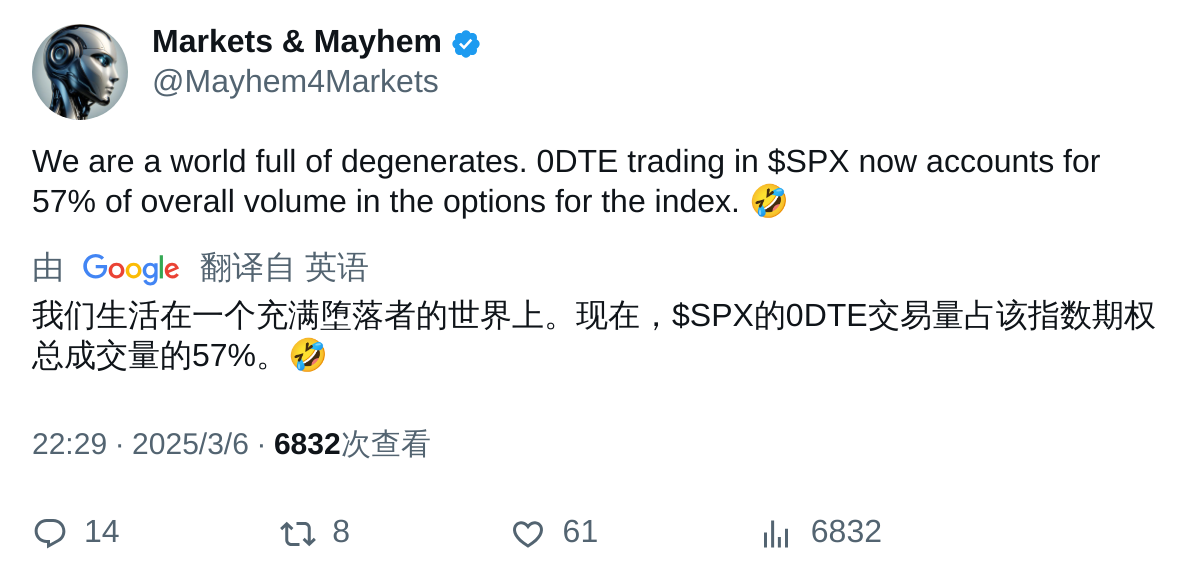 Markets & Mayhem
@Mayhem4Markets
We are a world full of degenerates. 0DTE trading in $SPX now accounts for
57% of overall volume in the options for the index. 🤣
由 Google 翻译自 英语
我们生活在一个充满堕落者的世界上。现在，$SPX的0DTE交易量占该指数期权
总成交量的57%。🤣
22:29 · 2025/3/6 · 6832次查看
14 8 61 6832